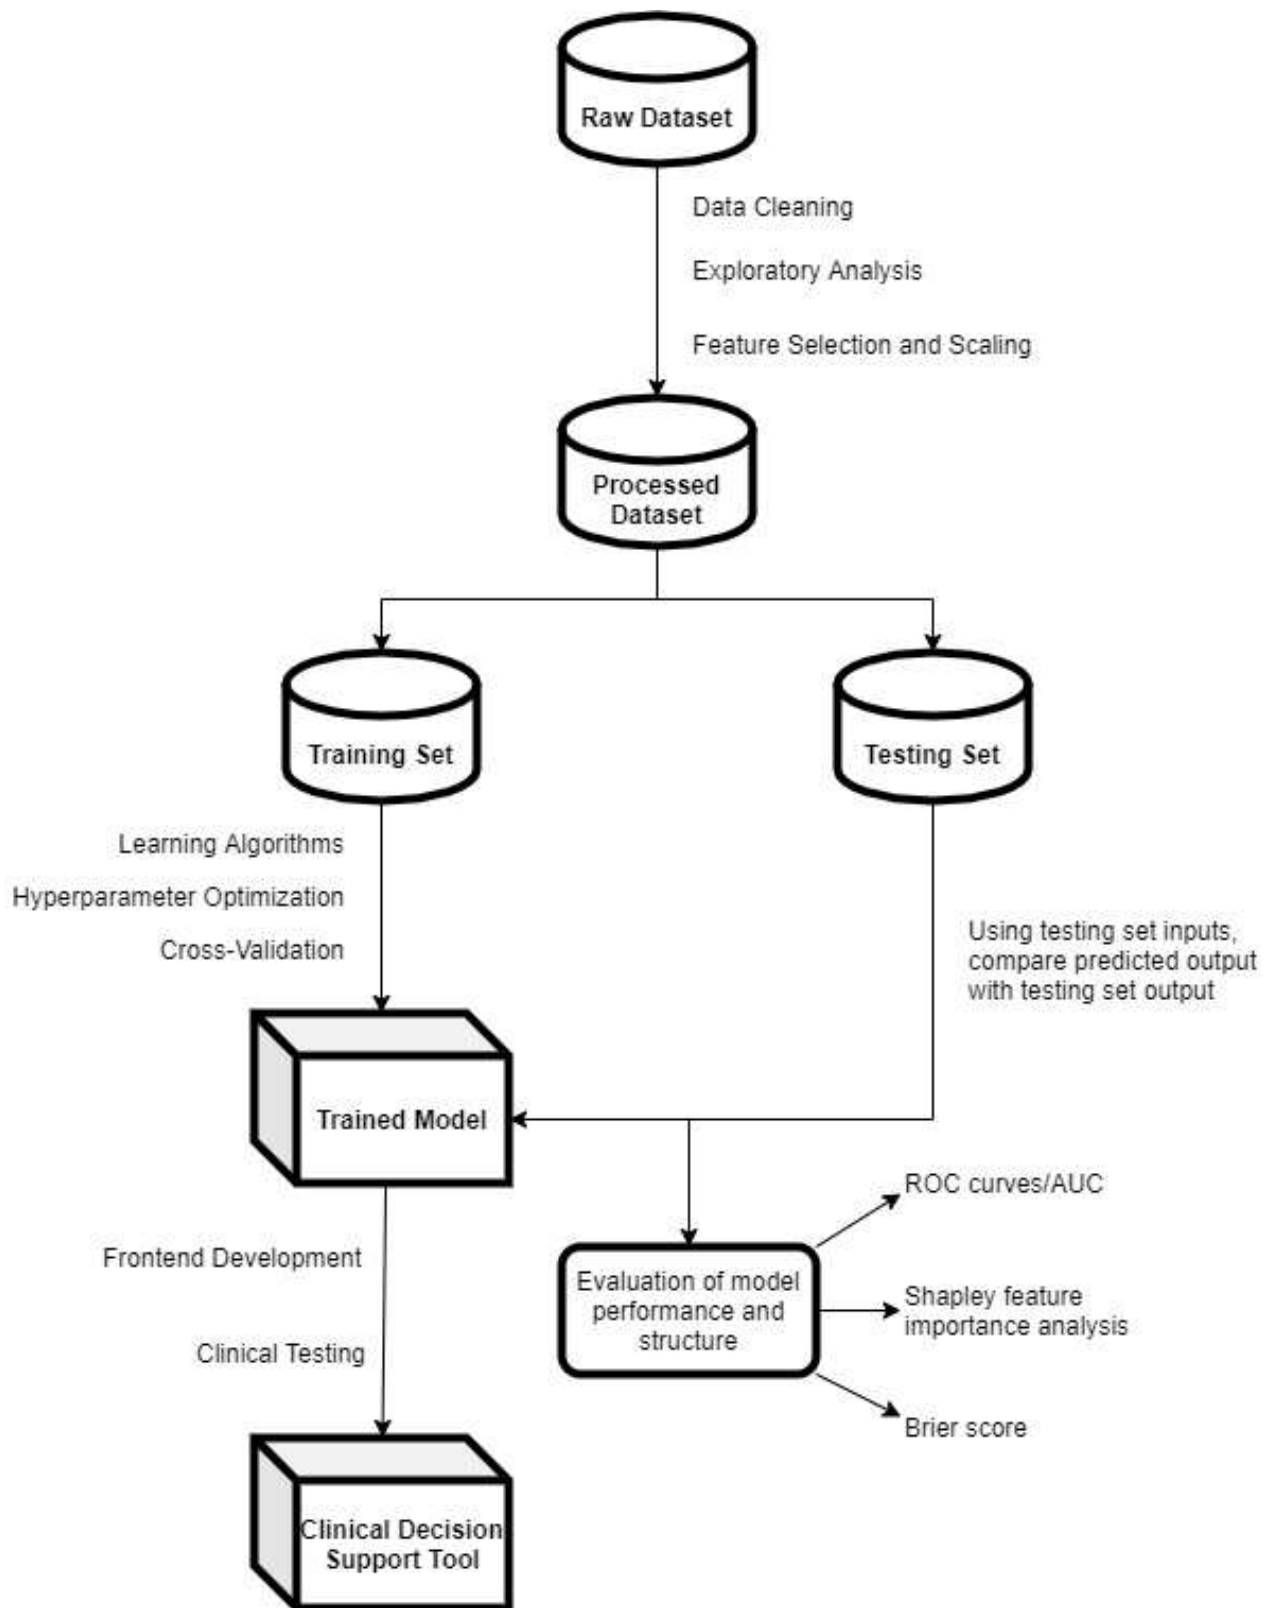 Raw Dataset
Data Cleaning
Exploratory Analysis
Feature Selection and Scaling
Processed
Dataset
Training Set
Testing Set
Learning Algorithms
Hyperparameter Optimization
Cross-Validation
Using testing set inputs,
compare predicted output
with testing set output
Trained Model
ROC curves/AUC
Frontend Development
Evaluation of model
performance and
structure
Shapley feature
importance analysis
Clinical Testing
Brier score
Clinical Decision
Support Tool